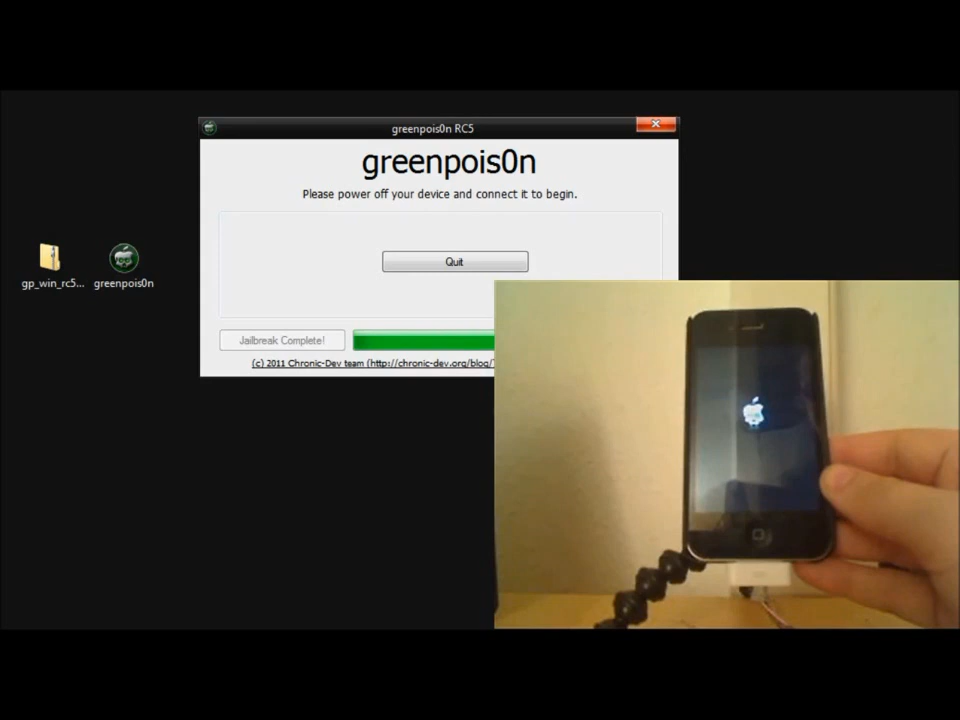 greenpois0n RC5
greenpois0n
Please power off your device and connect it to begin.
Quit
gp_win_rc5...
greenpois0n
Jailbreak Complete!
(c) 2011 Chronic-Dev team (http://chronic-dev.org/blog/